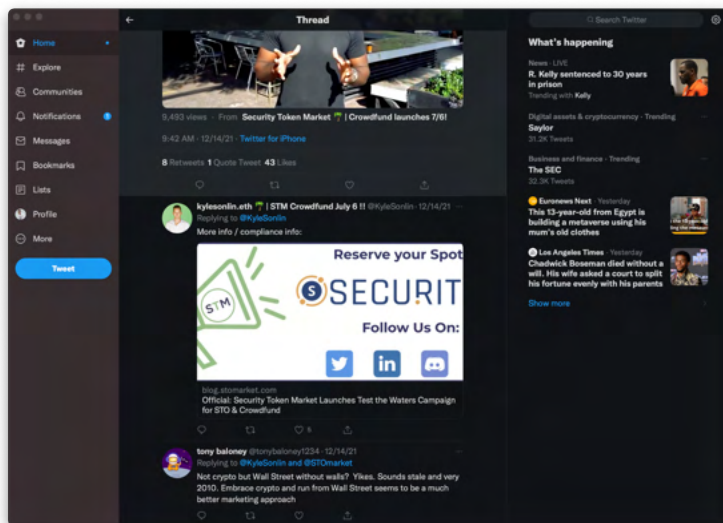 Thread
Search Twitter
Home
Explore
Communities
Notifications
1
Messages
Bookmarks
Lists
Profile
More
Tweet
9,493 views · From Security Token Market 🌴 | Crowdfund launches 7/6!
9:42 AM · 12/14/21 · Twitter for iPhone
8 Retweets 1 Quote Tweet 43 Likes
kylesonlin.eth 🌴 | STM Crowdfund July 6 !! @KyleSonlin · 12/14/21
Replying to @KyleSonlin
More info / compliance info:
Reserve your Spot
STM
S SECURIT
Follow Us On:
in
blog.stomarket.com
Official: Security Token Market Launches Test the Waters Campaign
for STO & Crowdfund
6
tony baloney @tonybaloney1234 · 12/14/21
Replying to @KyleSonlin and @STOmarket
Not crypto but Wall Street without walls? Yikes. Sounds stale and very
2010. Embrace crypto and run from Wall Street seems to be a much
better marketing approach
What's happening
News · LIVE
R. Kelly sentenced to 30 years
in prison
Trending with Kelly
Digital assets & cryptocurrency · Trending
Saylor
31.2K Tweets
Business and finance · Trending
The SEC
32.3K Tweets
Euronews Next · Yesterday
This 13-year-old from Egypt is
building a metaverse using his
mum's old clothes
Los Angeles Times · Yesterday
Chadwick Boseman died without a
will. His wife asked a court to split
his fortune evenly with his parents
Show more